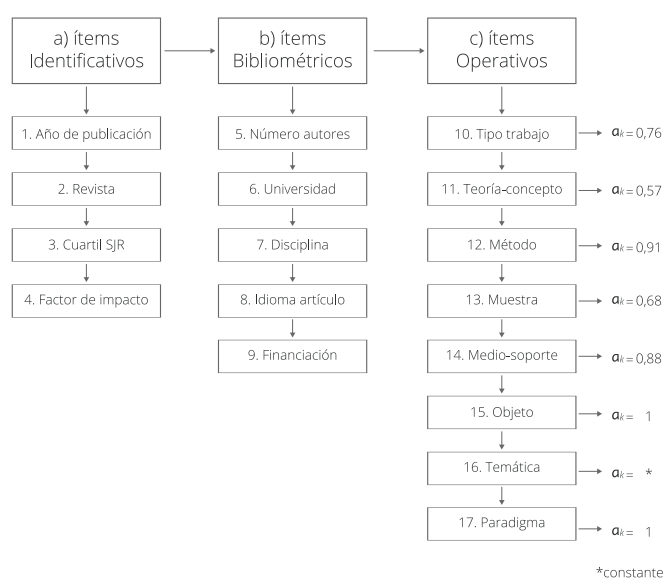 a) ítems
Identificativos
1. Año de publicación
2. Revista
3. Cuartil SJR
4. Factor de impacto
b) ítems
Bibliométricos
5. Número autores
6. Universidad
7. Disciplina
8. Idioma artículo
9. Financiación
c) ítems
Operativos
10. Tipo trabajo
αk= 0,76
11. Teoría-concepto
αk= 0,57
12. Método
αk= 0,91
13. Muestra
αk= 0,68
14. Medio-soporte
αk= 0,88
15. Objeto
αk= 1
16. Temática
αk= *
17. Paradigma
αk= 1
*constante